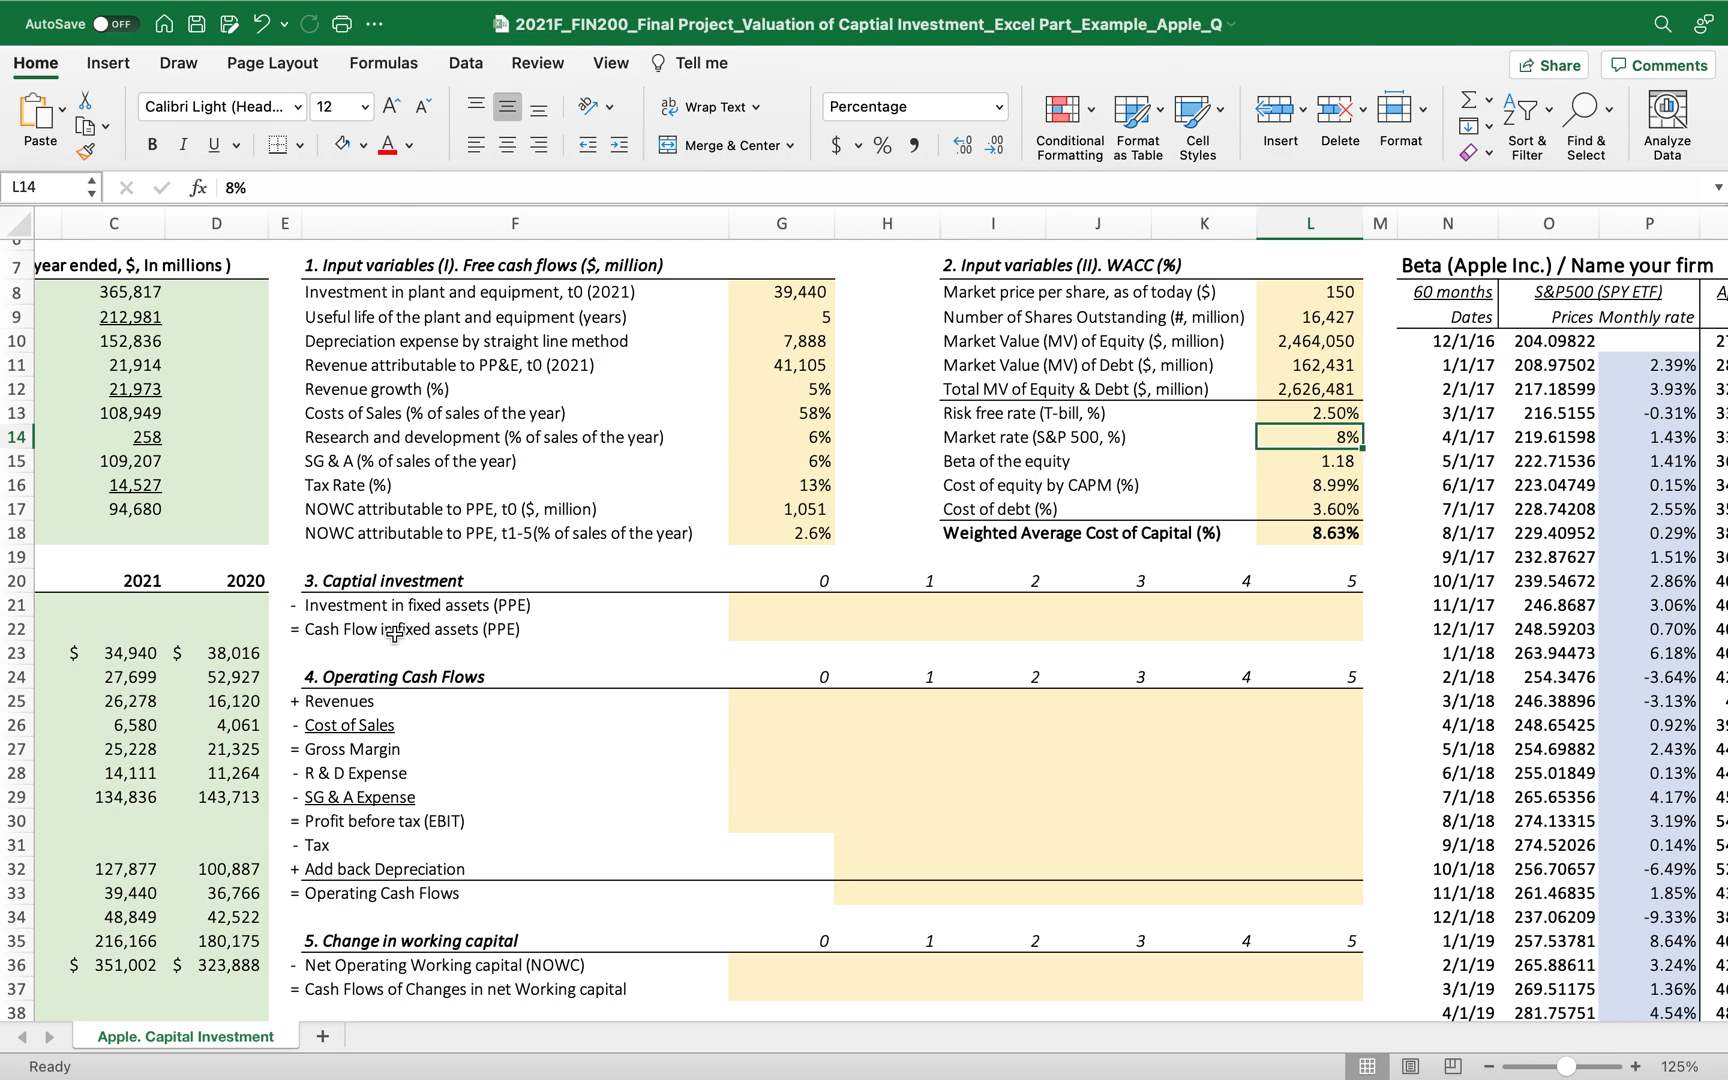 AutoSave OFF 2021F_FIN200_Final Project_Valuation of Captial Investment_Excel Part_Example_Apple_Q
Home Insert Draw Page Layout Formulas Data Review View Tell me Share Comments
Paste Calibri Light (Head... 12 A^ A˅ ab Wrap Text Percentage Conditional Formatting Format as Table Cell Styles Insert Delete Format Sort & Filter Find & Select Analyze Data
B I U A Merge & Center $ % ,
L14 fx 8%
C D E F G H I J K L M N O P
7 year ended, $, In millions ) 1. Input variables (I). Free cash flows ($, million) 2. Input variables (II). WACC (%) Beta (Apple Inc.) / Name your firm
8 365,817 Investment in plant and equipment, t0 (2021) 39,440 Market price per share, as of today ($) 150 60 months S&P500 (SPY ETF)
9 212,981 Useful life of the plant and equipment (years) 5 Number of Shares Outstanding (#, million) 16,427 Dates Prices Monthly rate
10 152,836 Depreciation expense by straight line method 7,888 Market Value (MV) of Equity ($, million) 2,464,050 12/1/16 204.09822
11 21,914 Revenue attributable to PP&E, t0 (2021) 41,105 Market Value (MV) of Debt ($, million) 162,431 1/1/17 208.97502 2.39%
12 21,973 Revenue growth (%) 5% Total MV of Equity & Debt ($, million) 2,626,481 2/1/17 217.18599 3.93%
13 108,949 Costs of Sales (% of sales of the year) 58% Risk free rate (T-bill, %) 2.50% 3/1/17 216.5155 -0.31%
14 258 Research and development (% of sales of the year) 6% Market rate (S&P 500, %) 8% 4/1/17 219.61598 1.43%
15 109,207 SG & A (% of sales of the year) 6% Beta of the equity 1.18 5/1/17 222.71536 1.41%
16 14,527 Tax Rate (%) 13% Cost of equity by CAPM (%) 8.99% 6/1/17 223.04749 0.15%
17 94,680 NOWC attributable to PPE, t0 ($, million) 1,051 Cost of debt (%) 3.60% 7/1/17 228.74208 2.55%
18 NOWC attributable to PPE, t1-5(% of sales of the year) 2.6% Weighted Average Cost of Capital (%) 8.63% 8/1/17 229.40952 0.29%
19 9/1/17 232.87627 1.51%
20 2021 2020 3. Captial investment 0 1 2 3 4 5 10/1/17 239.54672 2.86%
21 - Investment in fixed assets (PPE) 11/1/17 246.8687 3.06%
22 = Cash Flow in fixed assets (PPE) 12/1/17 248.59203 0.70%
23 $ 34,940 $ 38,016 1/1/18 263.94473 6.18%
24 27,699 52,927 4. Operating Cash Flows 0 1 2 3 4 5 2/1/18 254.3476 -3.64%
25 26,278 16,120 + Revenues 3/1/18 246.38896 -3.13%
26 6,580 4,061 - Cost of Sales 4/1/18 248.65425 0.92%
27 25,228 21,325 = Gross Margin 5/1/18 254.69882 2.43%
28 14,111 11,264 - R & D Expense 6/1/18 255.01849 0.13%
29 134,836 143,713 - SG & A Expense 7/1/18 265.65356 4.17%
30 = Profit before tax (EBIT) 8/1/18 274.13315 3.19%
31 - Tax 9/1/18 274.52026 0.14%
32 127,877 100,887 + Add back Depreciation 10/1/18 256.70657 -6.49%
33 39,440 36,766 = Operating Cash Flows 11/1/18 261.46835 1.85%
34 48,849 42,522 12/1/18 237.06209 -9.33%
35 216,166 180,175 5. Change in working capital 0 1 2 3 4 5 1/1/19 257.53781 8.64%
36 $ 351,002 $ 323,888 - Net Operating Working capital (NOWC) 2/1/19 265.88611 3.24%
37 = Cash Flows of Changes in net Working capital 3/1/19 269.51175 1.36%
38 4/1/19 281.75751 4.54%
Apple. Capital Investment +
Ready 125%